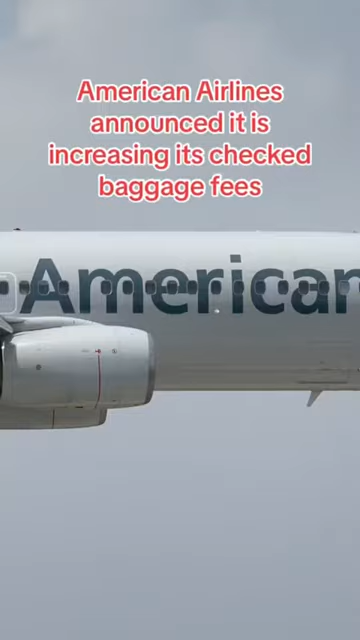 American Airlines
announced it is
increasing its checked
baggage fees
American